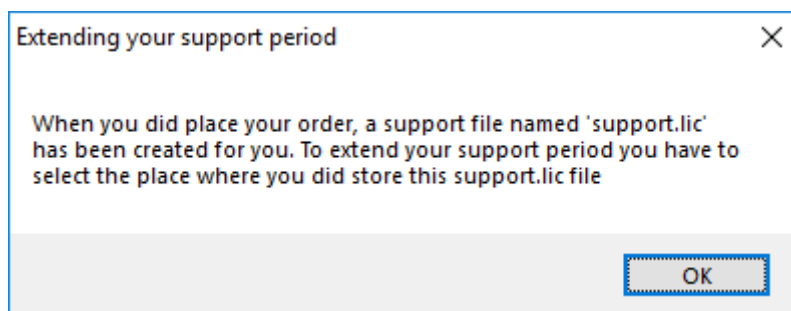 Extending your support period
When you did place your order, a support file named 'support.lic'
has been created for you. To extend your support period you have to
select the place where you did store this support.lic file
OK